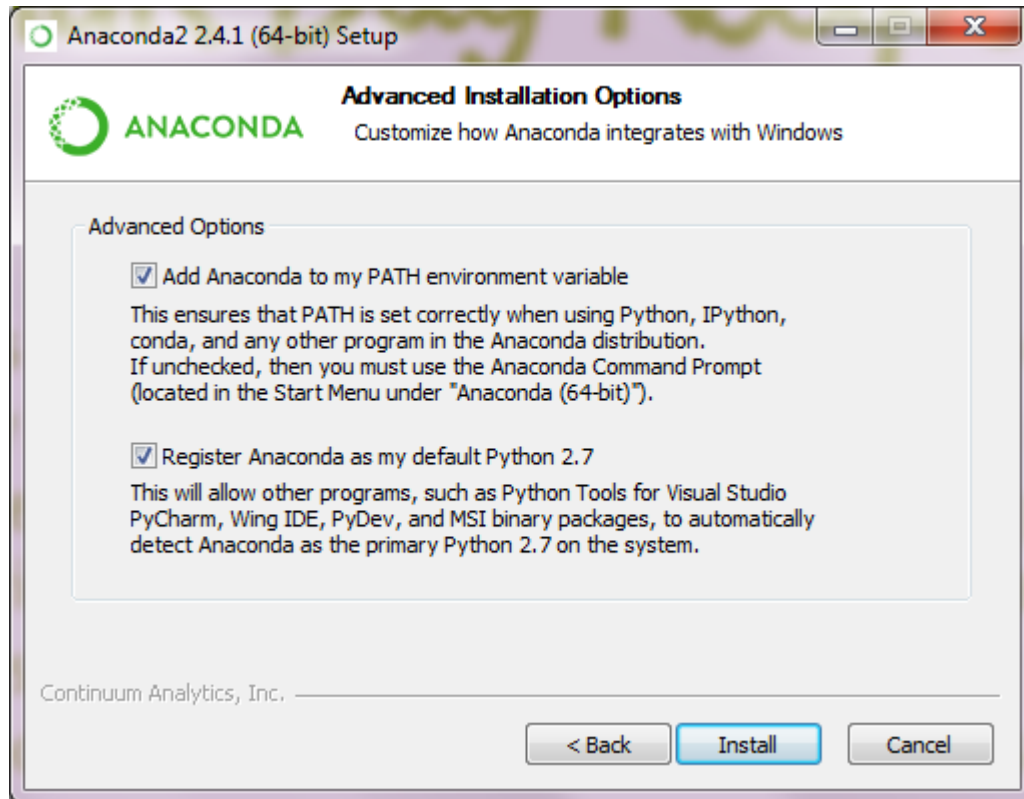 Anaconda2 2.4.1 (64-bit) Setup
ANACONDA
Advanced Installation Options
Customize how Anaconda integrates with Windows
Advanced Options
Add Anaconda to my PATH environment variable
This ensures that PATH is set correctly when using Python, IPython,
conda, and any other program in the Anaconda distribution.
If unchecked, then you must use the Anaconda Command Prompt
(located in the Start Menu under "Anaconda (64-bit)").
Register Anaconda as my default Python 2.7
This will allow other programs, such as Python Tools for Visual Studio
PyCharm, Wing IDE, PyDev, and MSI binary packages, to automatically
detect Anaconda as the primary Python 2.7 on the system.
Continuum Analytics, Inc.
< Back Install Cancel